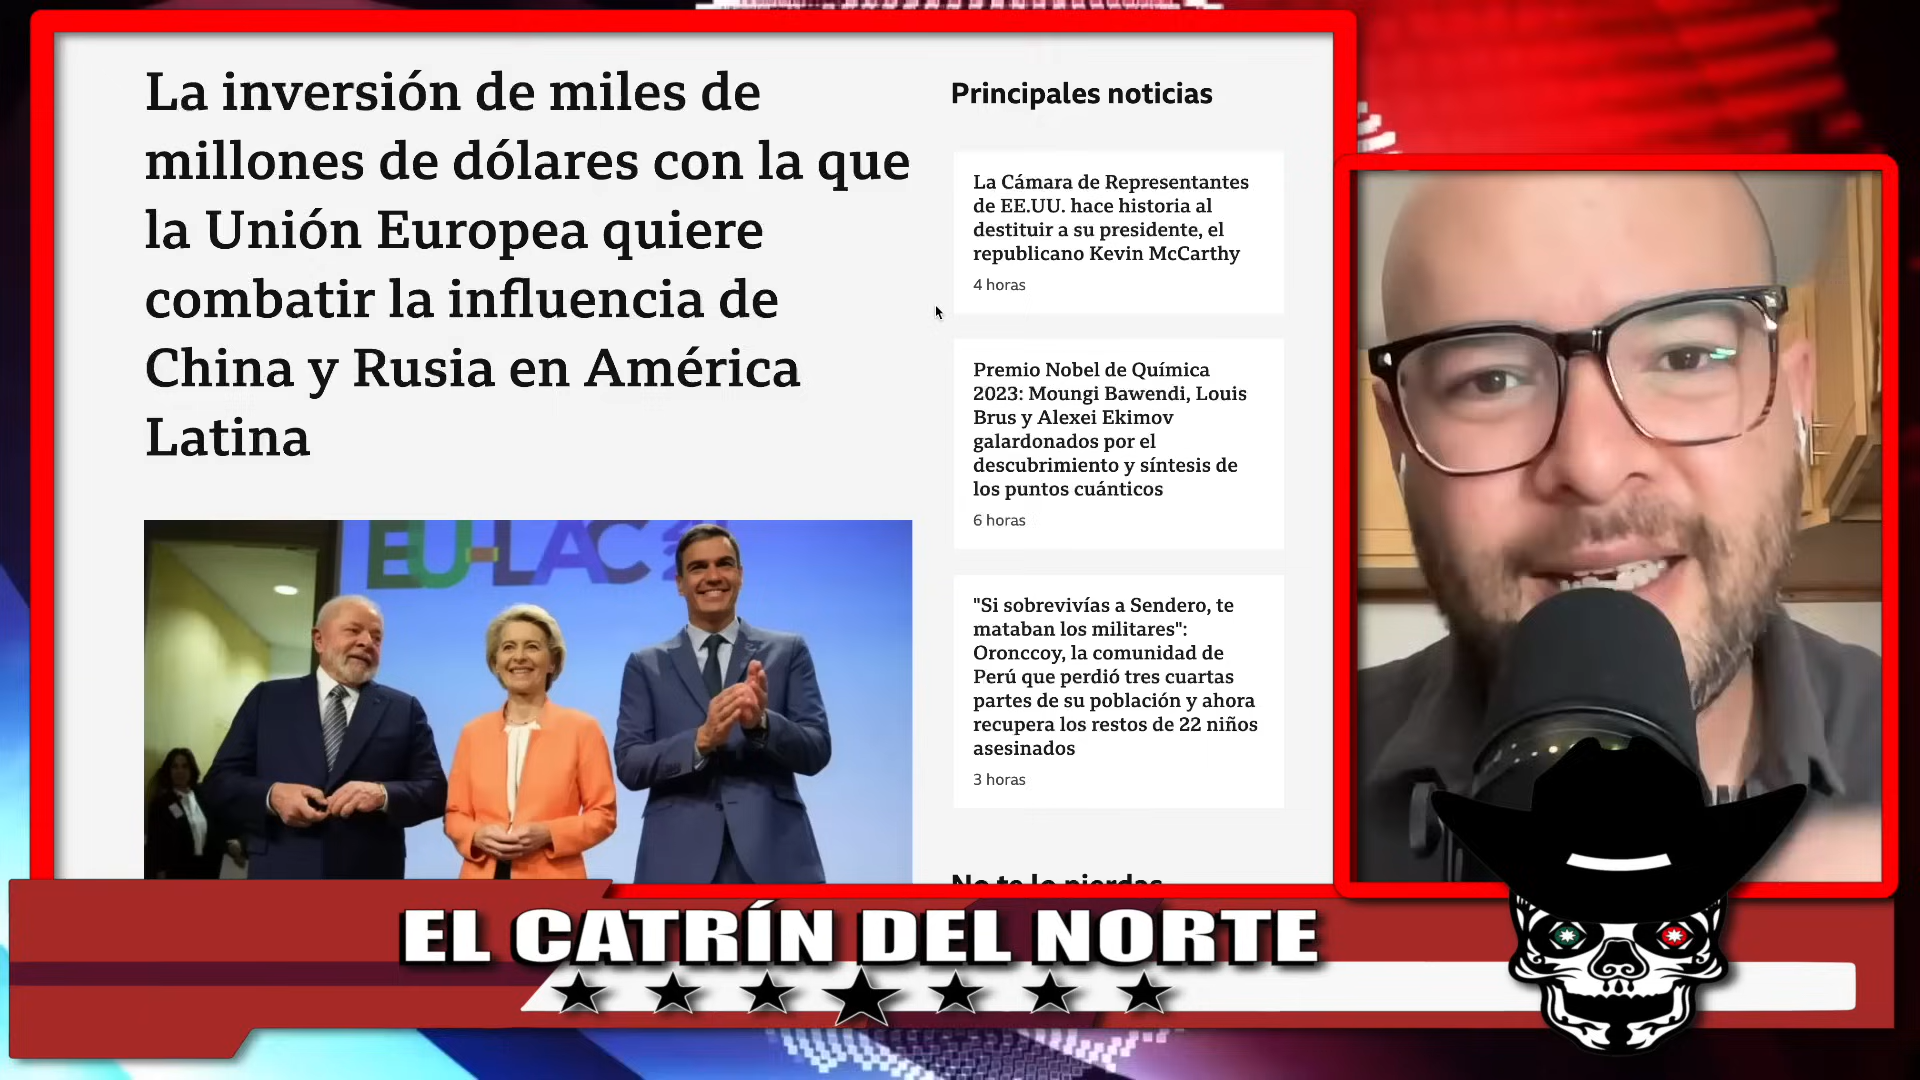 La inversión de miles de
millones de dólares con la que
la Unión Europea quiere
combatir la influencia de
China y Rusia en América
Latina
EU-LAC
Principales noticias
La Cámara de Representantes
de EE.UU. hace historia al
destituir a su presidente, el
republicano Kevin McCarthy
4 horas
Premio Nobel de Química
2023: Moungi Bawendi, Louis
Brus y Alexei Ekimov
galardonados por el
descubrimiento y síntesis de
los puntos cuánticos
6 horas
"Si sobrevivías a Sendero, te
mataban los militares":
Oronccoy, la comunidad de
Perú que perdió tres cuartas
partes de su población y ahora
recupera los restos de 22 niños
asesinados
3 horas
No te lo pierdas
EL CATRÍN DEL NORTE